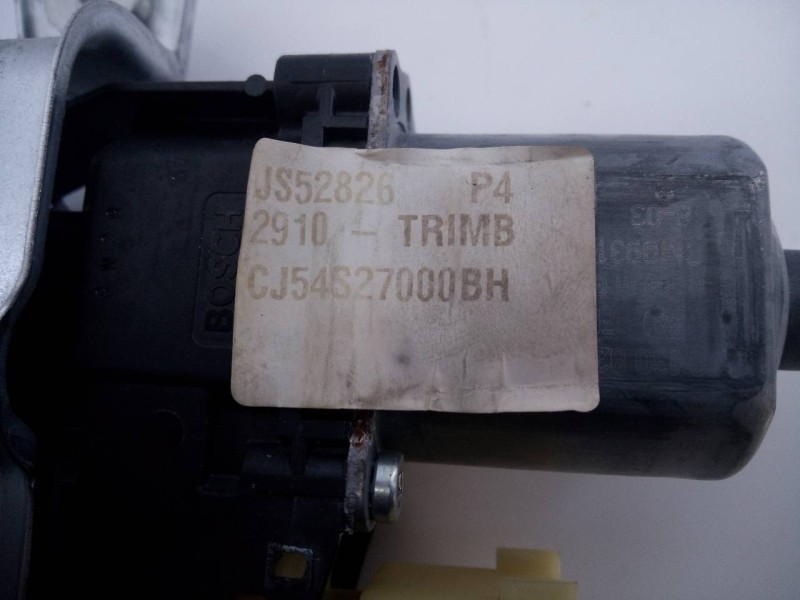 JS52826 P4
2910 - TRIMB
CJ54S27000BH
BOSCH